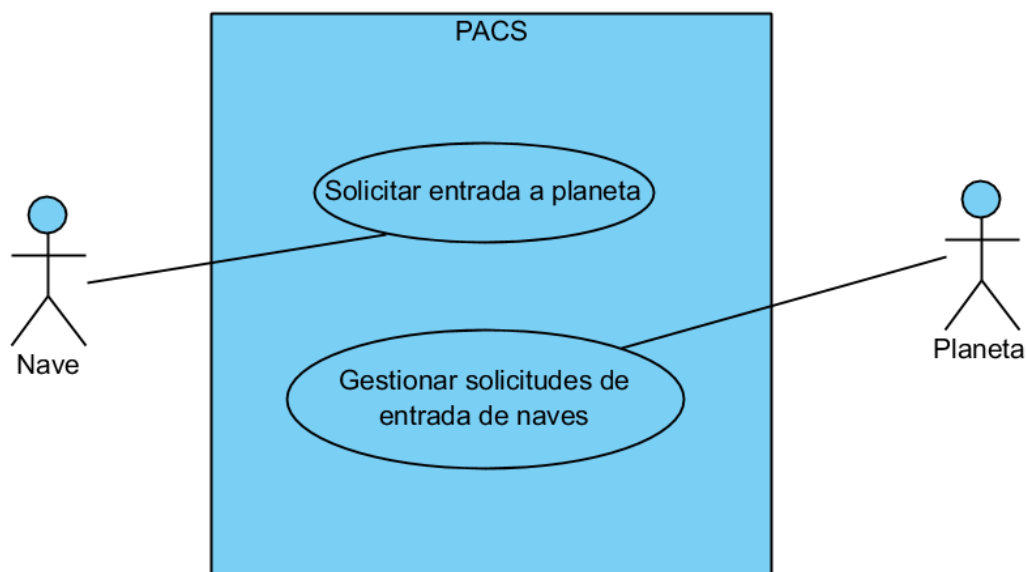 PACS
Solicitar entrada a planeta
Nave
Planeta
Gestionar solicitudes de
entrada de naves